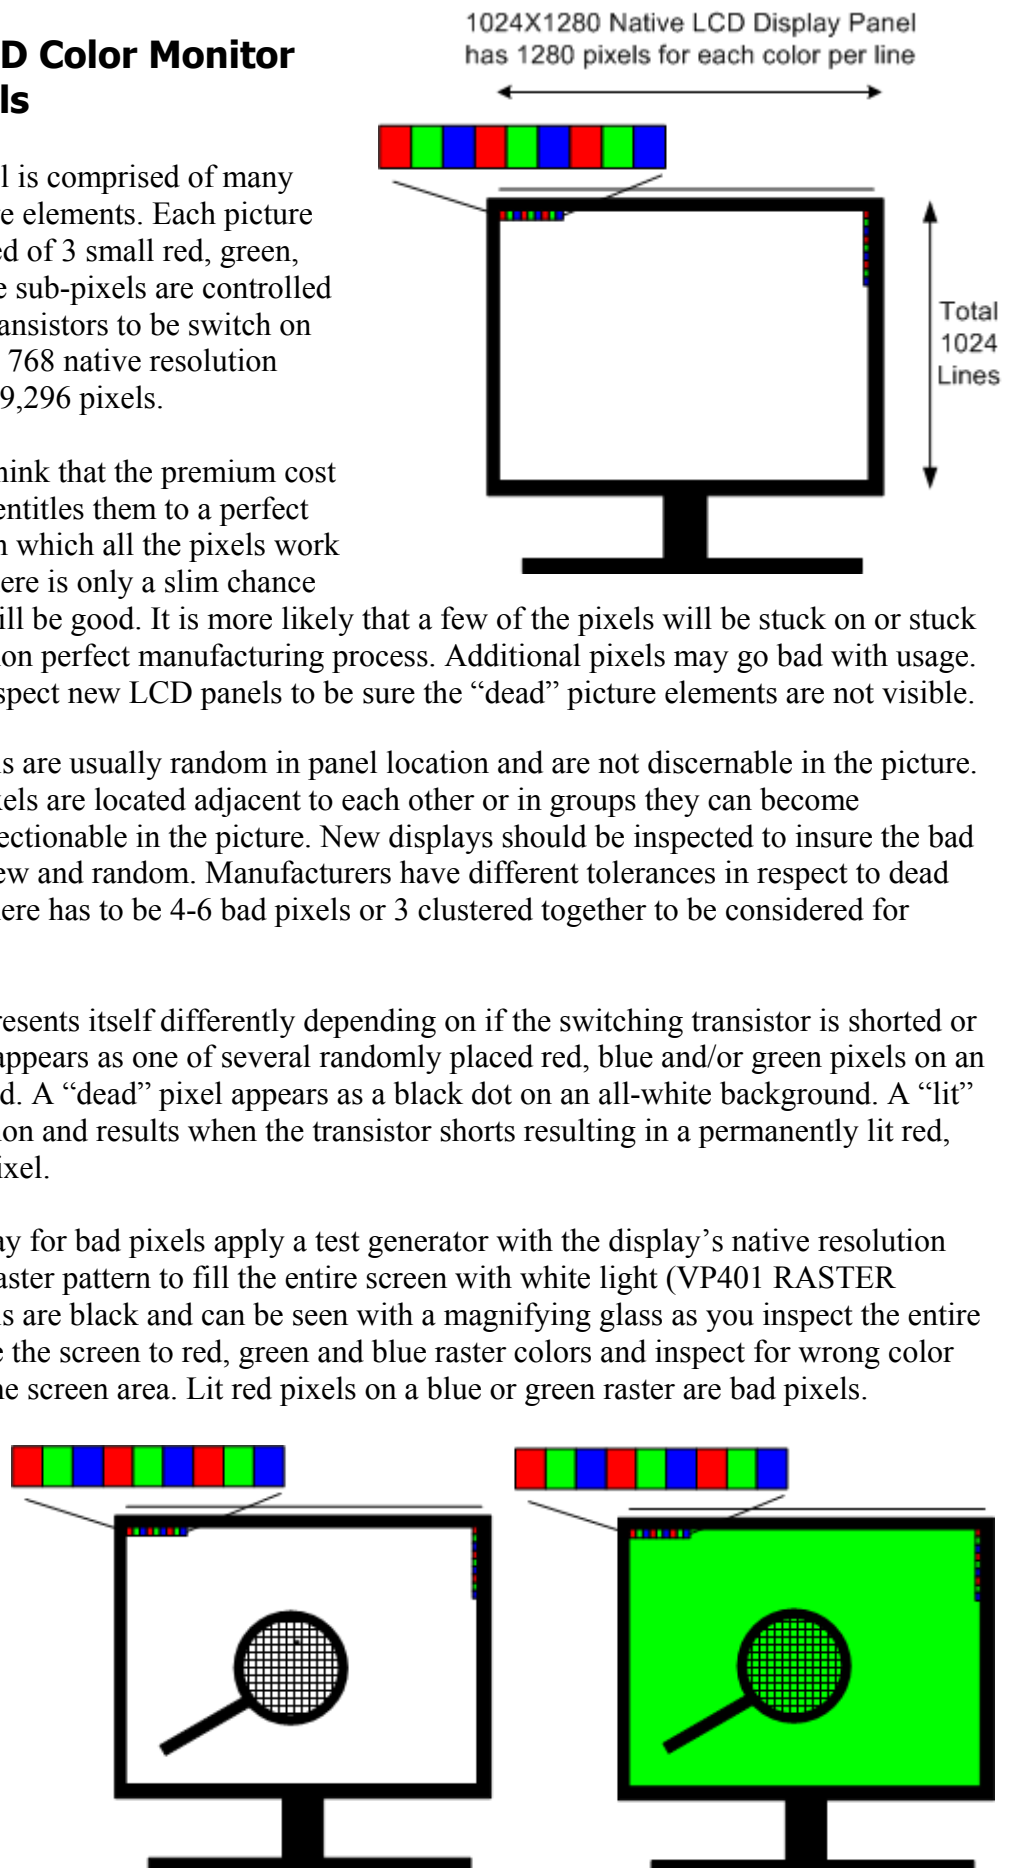 D Color Monitor
ls
1024X1280 Native LCD Display Panel
has 1280 pixels for each color per line
l is comprised of many
e elements. Each picture
ed of 3 small red, green,
e sub-pixels are controlled
ansistors to be switch on
768 native resolution
9,296 pixels.
Total
1024
Lines
hink that the premium cost
entitles them to a perfect
n which all the pixels work
ere is only a slim chance
ill be good. It is more likely that a few of the pixels will be stuck on or stuck
ion perfect manufacturing process. Additional pixels may go bad with usage.
spect new LCD panels to be sure the “dead” picture elements are not visible.
ls are usually random in panel location and are not discernable in the picture.
xels are located adjacent to each other or in groups they can become
ectionable in the picture. New displays should be inspected to insure the bad
ew and random. Manufacturers have different tolerances in respect to dead
here has to be 4-6 bad pixels or 3 clustered together to be considered for
resents itself differently depending on if the switching transistor is shorted or
appears as one of several randomly placed red, blue and/or green pixels on an
d. A “dead” pixel appears as a black dot on an all-white background. A “lit”
ion and results when the transistor shorts resulting in a permanently lit red,
ixel.
ay for bad pixels apply a test generator with the display’s native resolution
aster pattern to fill the entire screen with white light (VP401 RASTER
ls are black and can be seen with a magnifying glass as you inspect the entire
e the screen to red, green and blue raster colors and inspect for wrong color
he screen area. Lit red pixels on a blue or green raster are bad pixels.